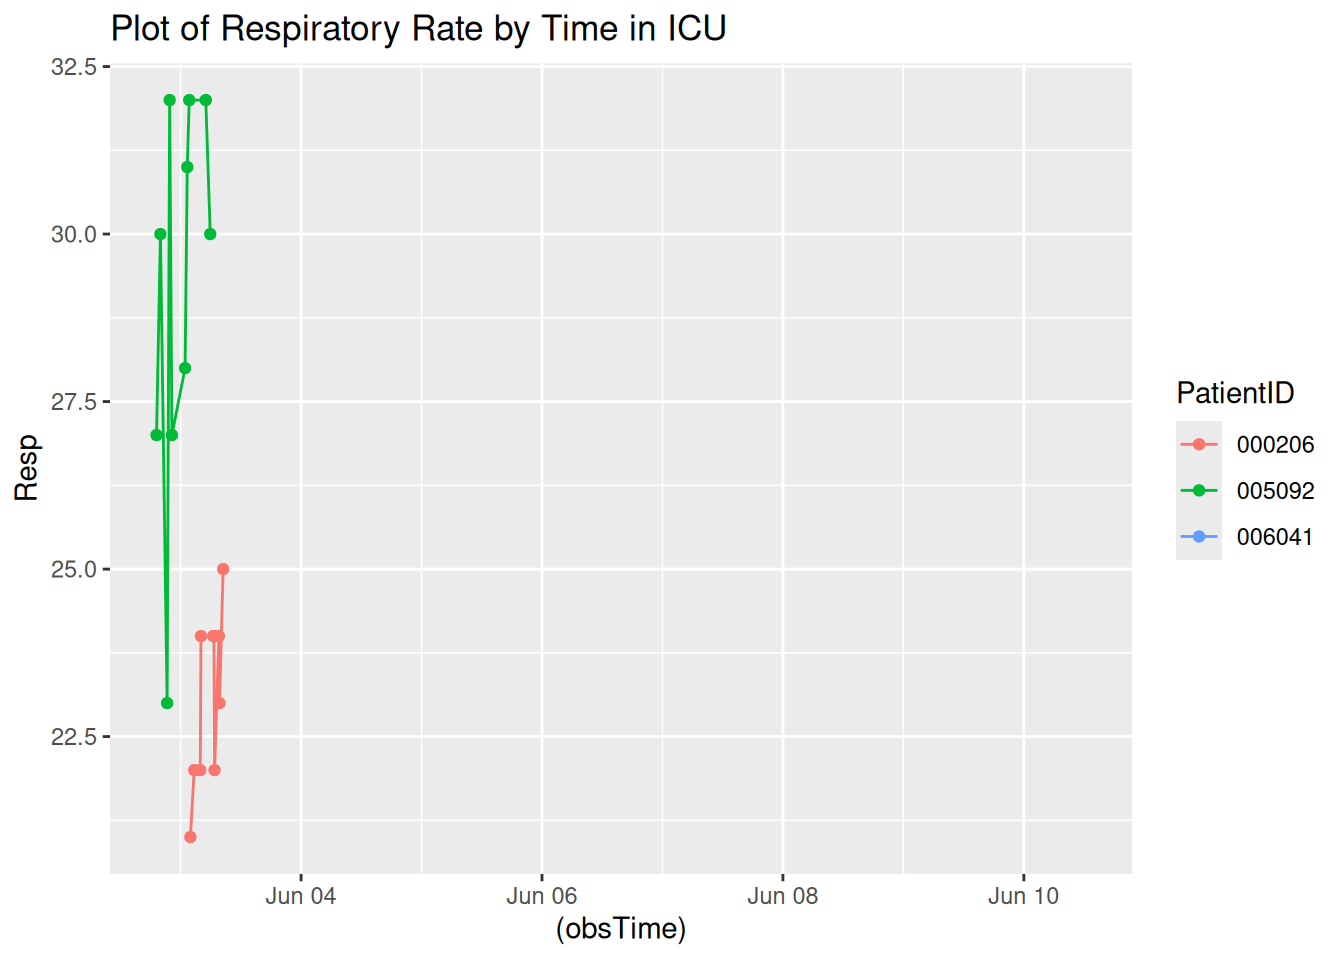 Plot of Respiratory Rate by Time in ICU
32.5
30.0
27.5
25.0
22.5
Resp
Jun 04
Jun 06
Jun 08
Jun 10
(obsTime)
PatientID
000206
005092
006041